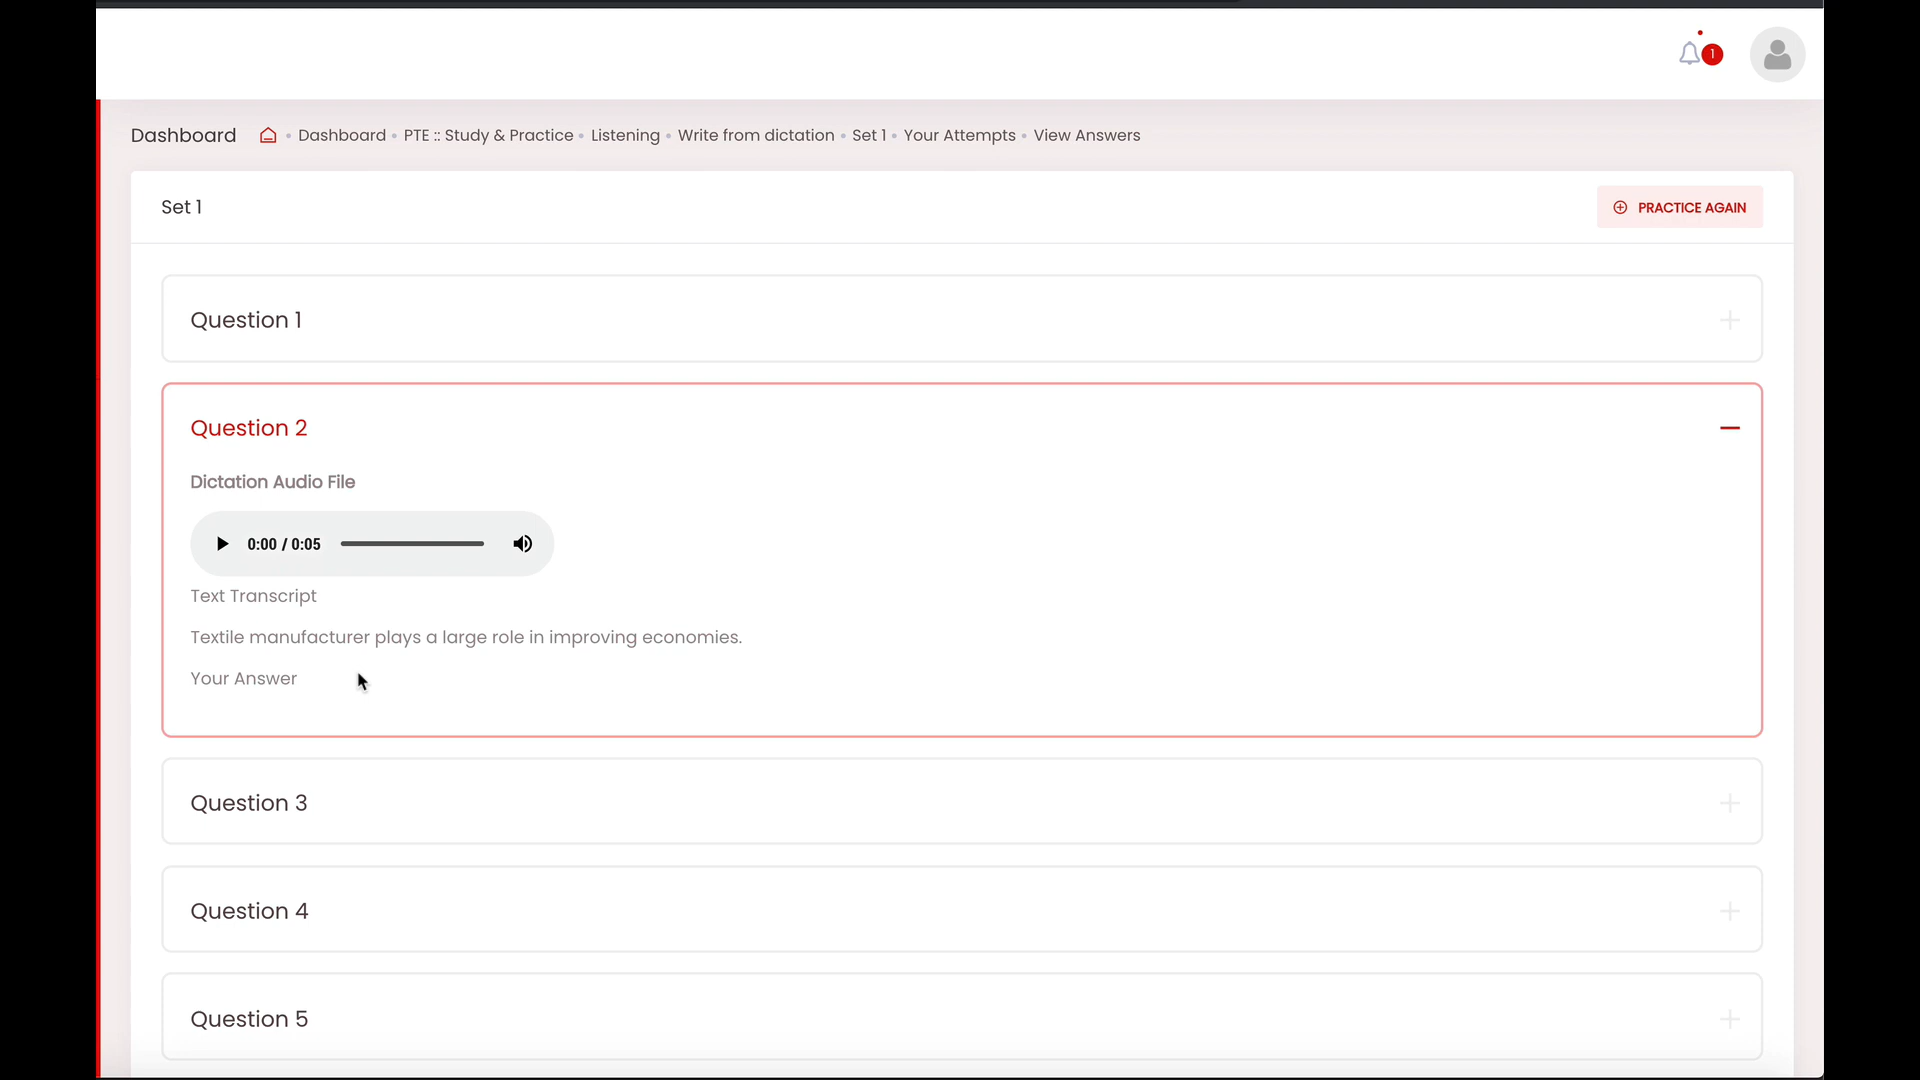 1
Dashboard Dashboard PTE :: Study & Practice Listening Write from dictation Set 1 Your Attempts View Answers
Set 1
PRACTICE AGAIN
Question 1
Question 2
Dictation Audio File
0:00 / 0:05
Text Transcript
Textile manufacturer plays a large role in improving economies.
Your Answer
Question 3
Question 4
Question 5